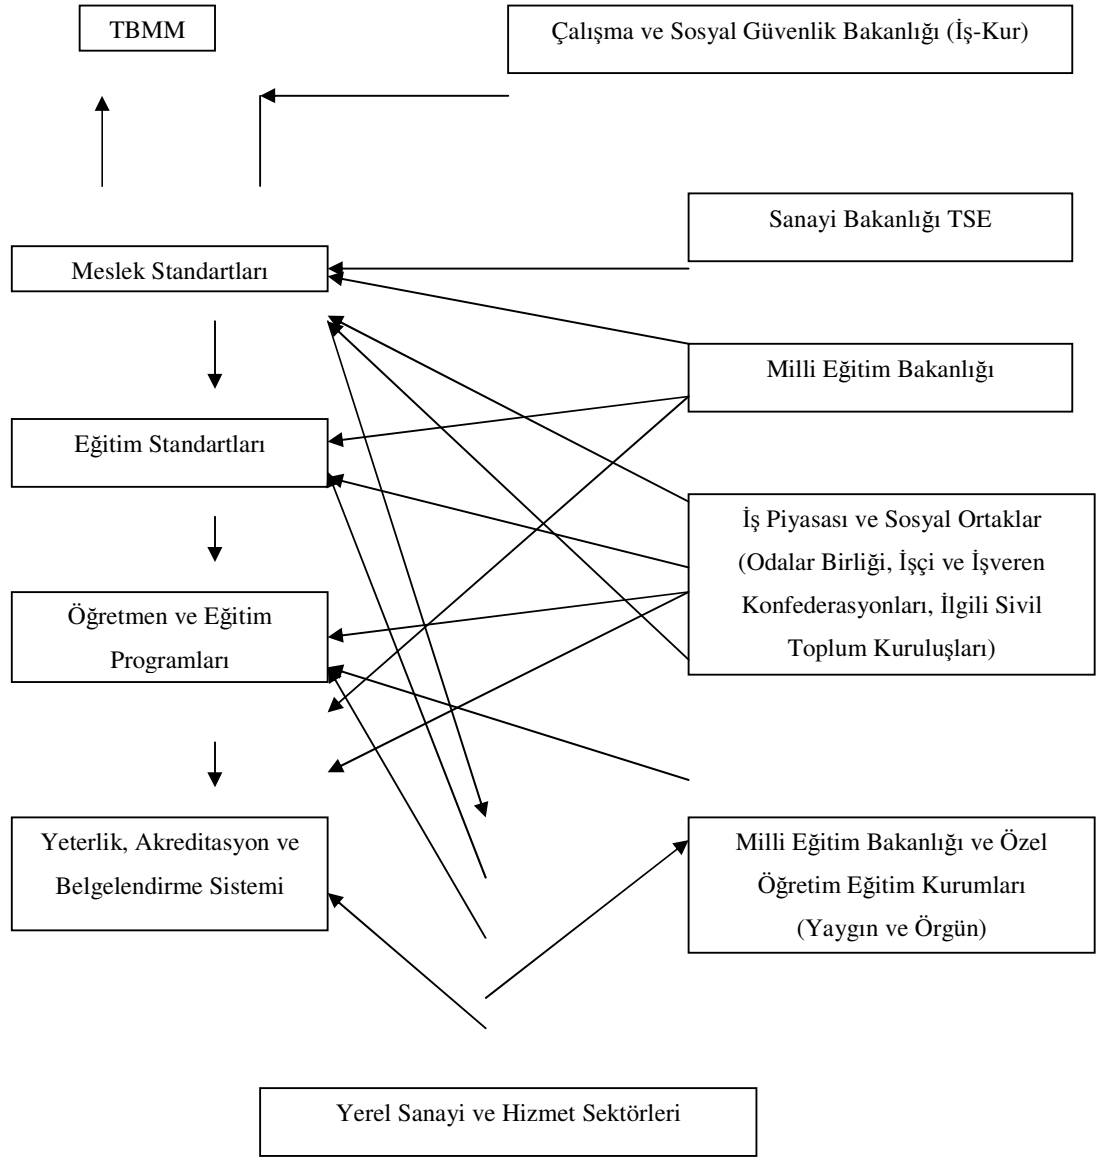 TBMM
Çalışma ve Sosyal Güvenlik Bakanlığı (İş-Kur)
Sanayi Bakanlığı TSE
Meslek Standartları
Milli Eğitim Bakanlığı
Eğitim Standartları
İş Piyasası ve Sosyal Ortaklar
(Odalar Birliği, İşçi ve İşveren
Konfederasyonları, İlgili Sivil
Toplum Kuruluşları)
Öğretmen ve Eğitim
Programları
Yeterlik, Akreditasyon ve
Belgelendirme Sistemi
Milli Eğitim Bakanlığı ve Özel
Öğretim Eğitim Kurumları
(Yaygın ve Örgün)
Yerel Sanayi ve Hizmet Sektörleri